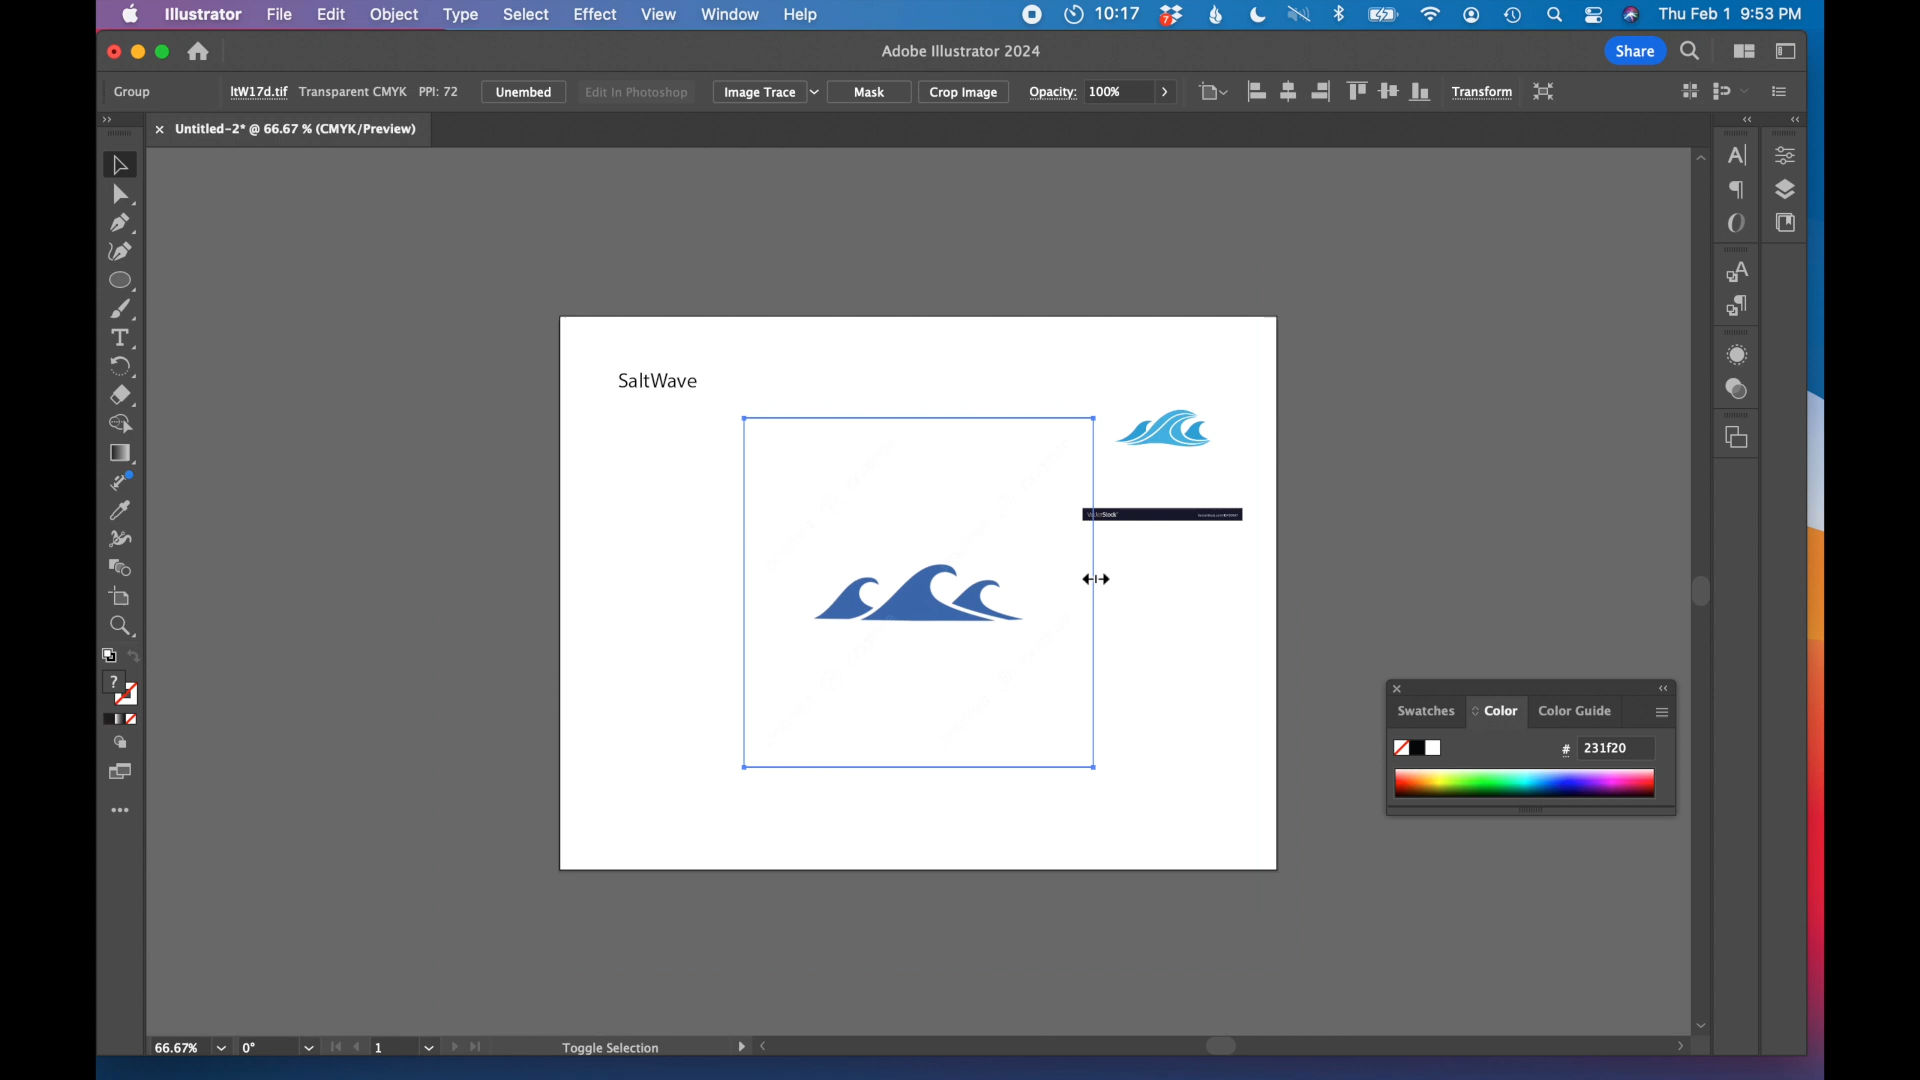 Illustrator File Edit Object Type Select Effect View Window Help 10:17 7 Thu Feb 1 9:53 PM
Adobe Illustrator 2024 Share
Group ltW17d.tif Transparent CMYK PPI: 72 Unembed Edit In Photoshop Image Trace Mask Crop Image Opacity: 100% Transform
× Untitled-2* @ 66.67 % (CMYK/Preview)
SaltWave
VectorStock
Swatches Color Color Guide
# 231f20
66.67% 0° 1 Toggle Selection